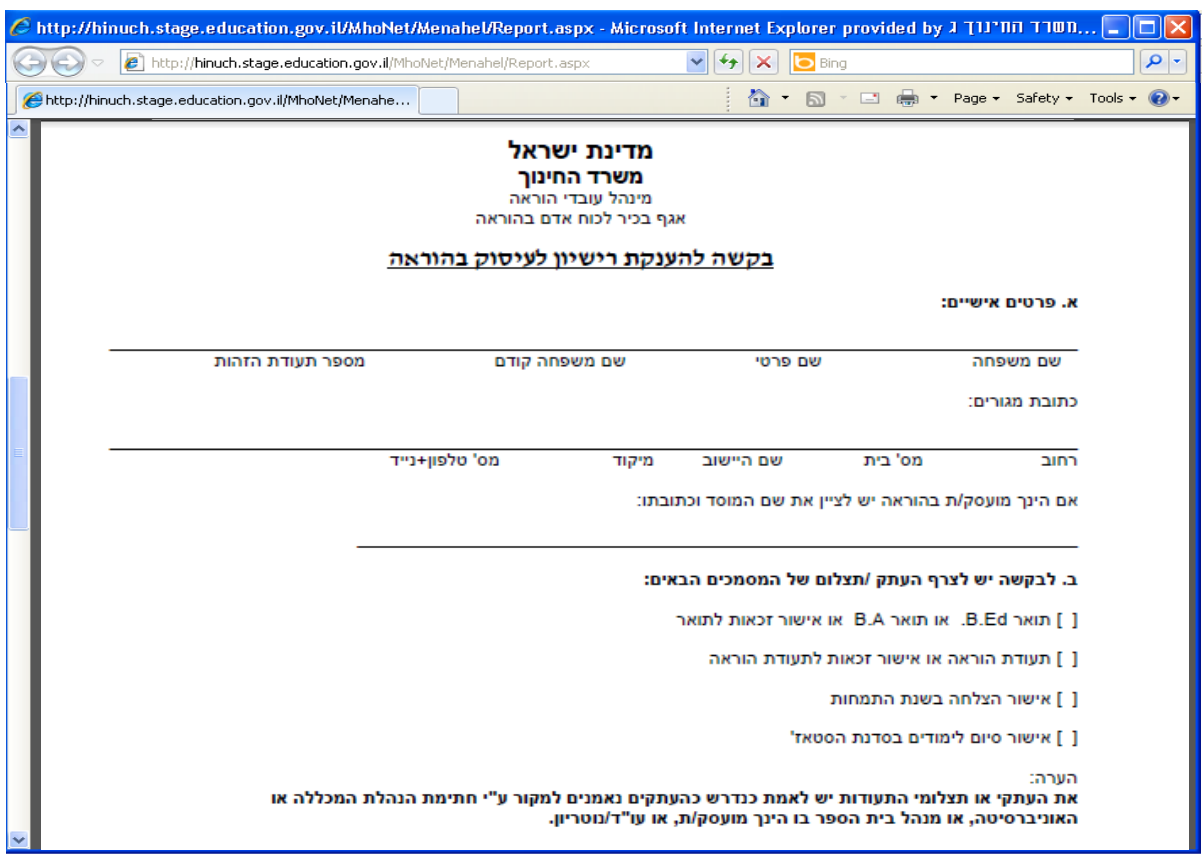 http://hinuch.stage.education.gov.il/MhoNet/Menahel/Report.aspx - Microsoft Internet Explorer provided by משרד החינוך ג...
http://hinuch.stage.education.gov.il/MhoNet/Menahel/Report.aspx Bing
http://hinuch.stage.education.gov.il/MhoNet/Menahe... Page Safety Tools
מדינת ישראל
משרד החינוך
מינהל עובדי הוראה
אגף בכיר לכוח אדם בהוראה
בקשה להענקת רישיון לעיסוק בהוראה
א. פרטים אישיים:
שם משפחה שם פרטי שם משפחה קודם מספר תעודת הזהות
כתובת מגורים:
רחוב מס' בית שם היישוב מיקוד מס' טלפון+נייד
אם הינך מועסק/ת בהוראה יש לציין את שם המוסד וכתובתו:
ב. לבקשה יש לצרף העתק /תצלום של המסמכים הבאים:
[ ] תואר B.Ed. או תואר B.A או אישור זכאות לתואר
[ ] תעודת הוראה או אישור זכאות לתעודת הוראה
[ ] אישור הצלחה בשנת התמחות
[ ] אישור סיום לימודים בסדנת הסטאז'
הערה:
את העתקי או תצלומי התעודות יש לאמת כנדרש כהעתקים נאמנים למקור ע"י חתימת הנהלת המכללה או
האוניברסיטה, או מנהל בית הספר בו הינך מועסק/ת, או עו"ד/נוטריון.